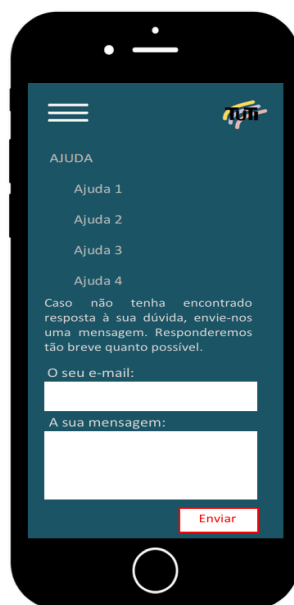 TUTI
AJUDA
Ajuda 1
Ajuda 2
Ajuda 3
Ajuda 4
Caso não tenha encontrado
resposta à sua dúvida, envie-nos
uma mensagem. Responderemos
tão breve quanto possível.
O seu e-mail:
A sua mensagem:
Enviar